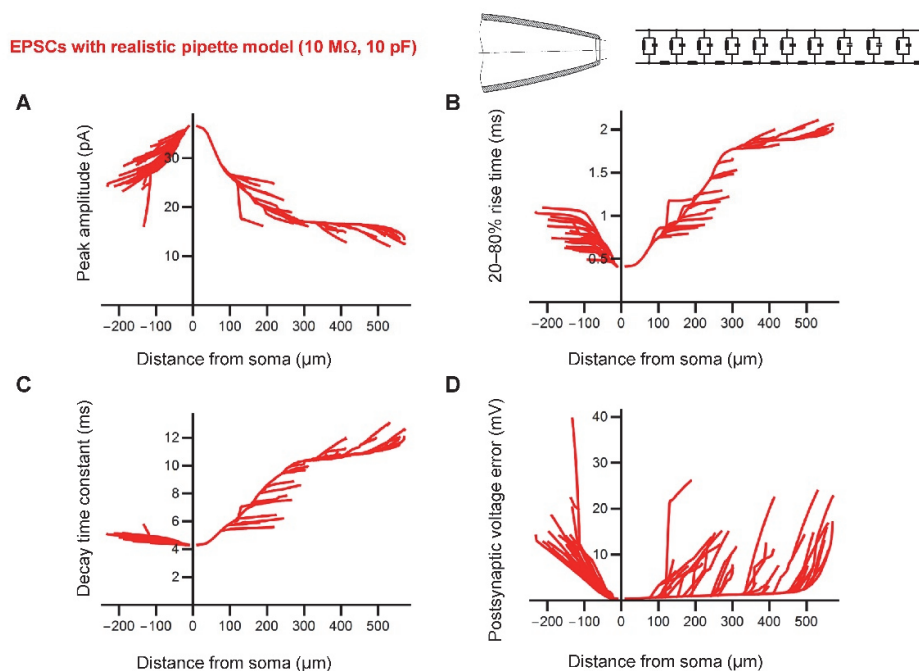 EPSCs with realistic pipette model (10 MΩ, 10 pF)
A
Peak amplitude (pA)
30
20
10
−200 −100 0 100 200 300 400 500
Distance from soma (µm)
B
20–80% rise time (ms)
2
1.5
1
0.5
−200 −100 0 100 200 300 400 500
Distance from soma (µm)
C
Decay time constant (ms)
12
10
8
6
4
2
−200 −100 0 100 200 300 400 500
Distance from soma (µm)
D
Postsynaptic voltage error (mV)
40
30
20
10
−200 −100 0 100 200 300 400 500
Distance from soma (µm)